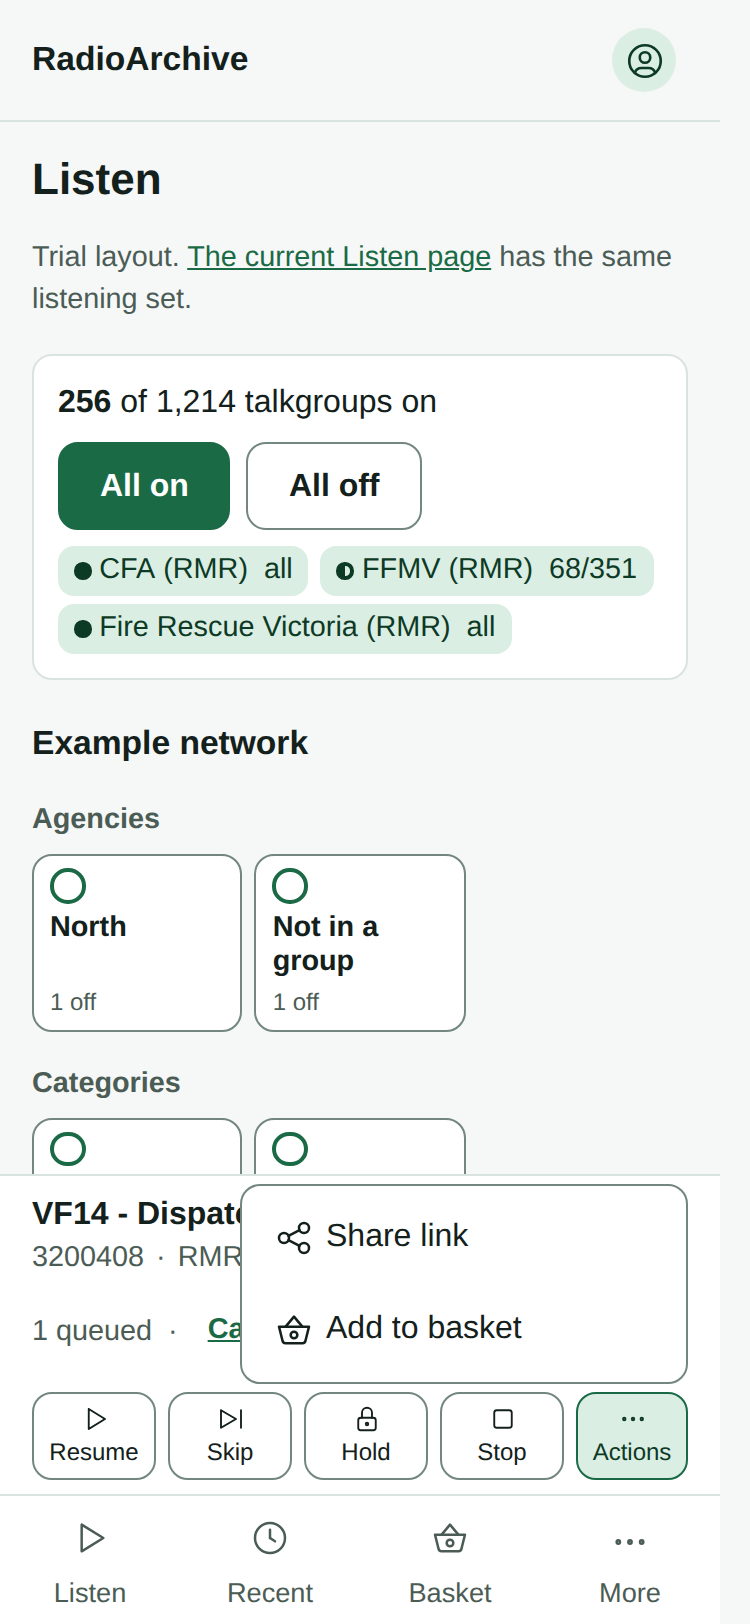 RadioArchive
Listen
Trial layout. The current Listen page has the same
listening set.
256 of 1,214 talkgroups on
All on All off
CFA (RMR) all FFMV (RMR) 68/351
Fire Rescue Victoria (RMR) all
Example network
Agencies
North Not in a
group
1 off 1 off
Categories
VF14 - Dispatc
3200408 · RMR
1 queued · Ca
Share link
Add to basket
Resume Skip Hold Stop Actions
Listen Recent Basket More